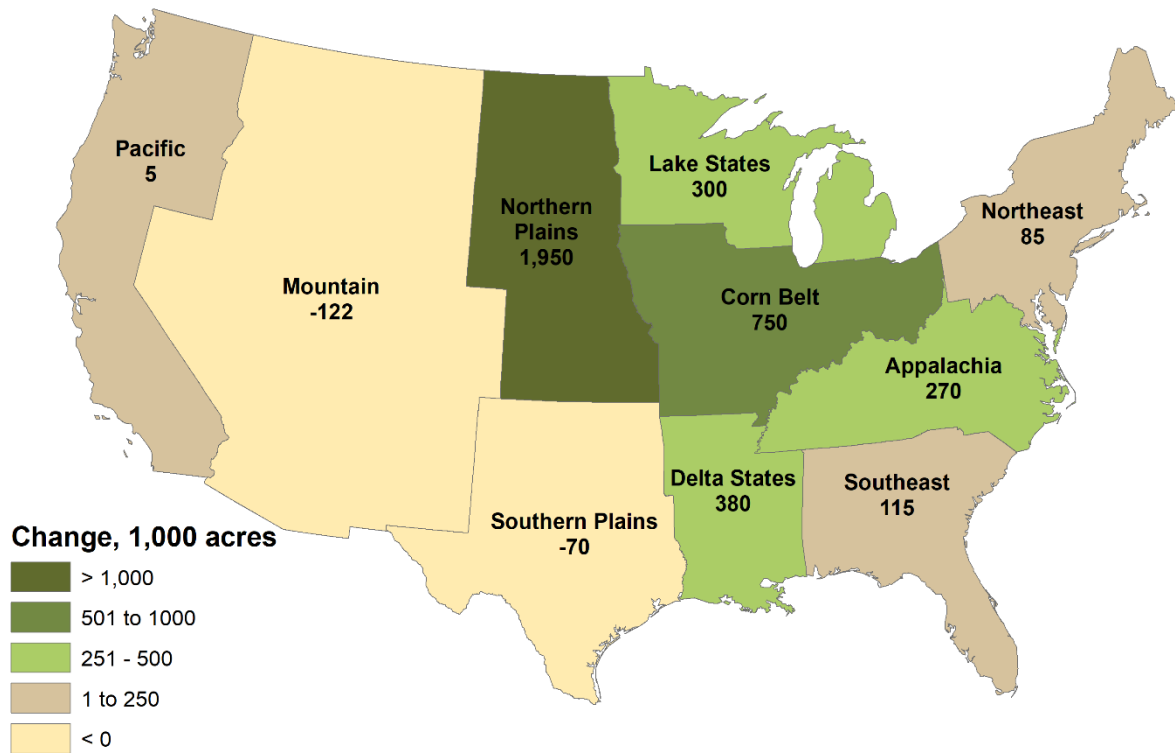 Pacific
5
Mountain
-122
Northern
Plains
1,950
Lake States
300
Corn Belt
750
Northeast
85
Appalachia
270
Southern Plains
-70
Delta States
380
Southeast
115
Change, 1,000 acres
> 1,000
501 to 1000
251 - 500
1 to 250
< 0